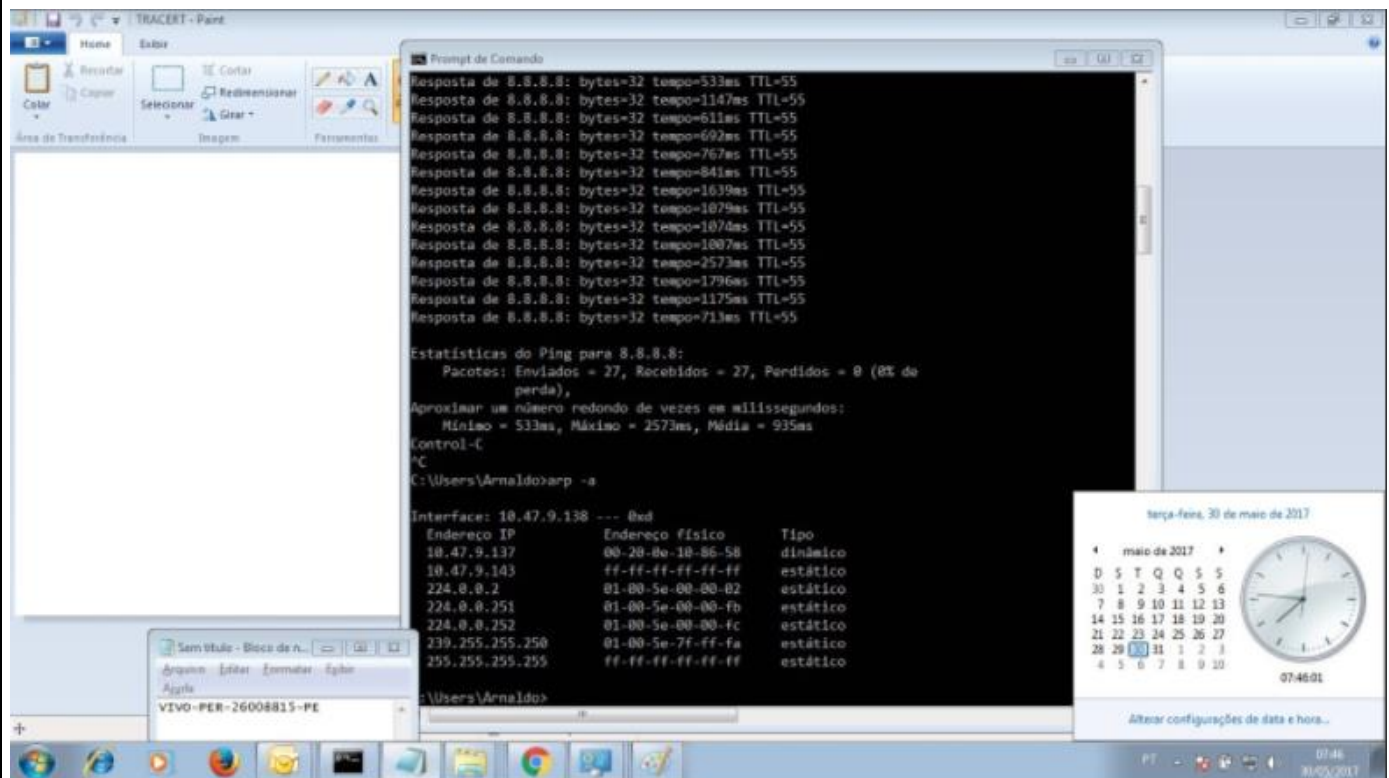 TRACERT - Paint
Home Exibir
Colar
Recortar
Copiar
Área de Transferência
Selecionar
Cortar
Redimensionar
Girar
Imagem
Ferramentas
Prompt de Comando
Resposta de 8.8.8.8: bytes=32 tempo=533ms TTL=55
Resposta de 8.8.8.8: bytes=32 tempo=1147ms TTL=55
Resposta de 8.8.8.8: bytes=32 tempo=611ms TTL=55
Resposta de 8.8.8.8: bytes=32 tempo=692ms TTL=55
Resposta de 8.8.8.8: bytes=32 tempo=767ms TTL=55
Resposta de 8.8.8.8: bytes=32 tempo=841ms TTL=55
Resposta de 8.8.8.8: bytes=32 tempo=1639ms TTL=55
Resposta de 8.8.8.8: bytes=32 tempo=1079ms TTL=55
Resposta de 8.8.8.8: bytes=32 tempo=1074ms TTL=55
Resposta de 8.8.8.8: bytes=32 tempo=1007ms TTL=55
Resposta de 8.8.8.8: bytes=32 tempo=2573ms TTL=55
Resposta de 8.8.8.8: bytes=32 tempo=1796ms TTL=55
Resposta de 8.8.8.8: bytes=32 tempo=1175ms TTL=55
Resposta de 8.8.8.8: bytes=32 tempo=713ms TTL=55
Estatísticas do Ping para 8.8.8.8:
Pacotes: Enviados = 27, Recebidos = 27, Perdidos = 0 (0% de
perda),
Aproximar um número redondo de vezes em milissegundos:
Mínimo = 533ms, Máximo = 2573ms, Média = 935ms
Control-C
^C
C:\Users\Arnaldo>arp -a
Interface: 10.47.9.138 --- 0xd
Endereço IP Endereço físico Tipo
10.47.9.137 00-20-0e-10-86-58 dinâmico
10.47.9.143 ff-ff-ff-ff-ff-ff estático
224.0.0.2 01-00-5e-00-00-02 estático
224.0.0.251 01-00-5e-00-00-fb estático
224.0.0.252 01-00-5e-00-00-fc estático
239.255.255.250 01-00-5e-7f-ff-fa estático
255.255.255.255 ff-ff-ff-ff-ff-ff estático
:\Users\Arnaldo>
Sem título - Bloco de n...
Arquivo Editar Formatar Exibir
Ajuda
VIVO-PER-26008815-PE
terça-feira, 30 de maio de 2017
maio de 2017
D S T Q Q S S
30 1 2 3 4 5 6
7 8 9 10 11 12 13
14 15 16 17 18 19 20
21 22 23 24 25 26 27
28 29 30 31 1 2 3
4 5 6 7 8 9 10
07:46:01
Alterar configurações de data e hora...
PT
07:46
30/05/2017